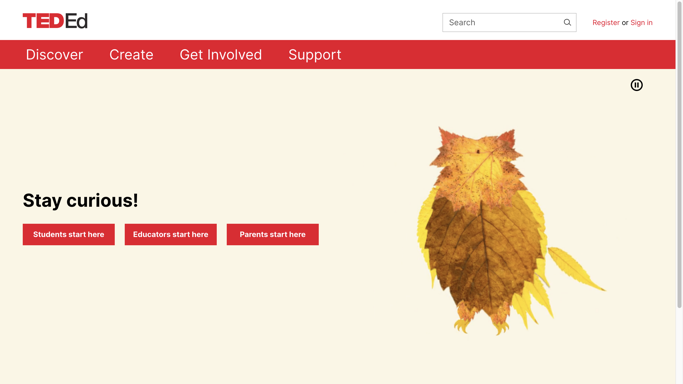 TEDEd
Search
Register or Sign in
Discover Create Get Involved Support
Stay curious!
Students start here Educators start here Parents start here